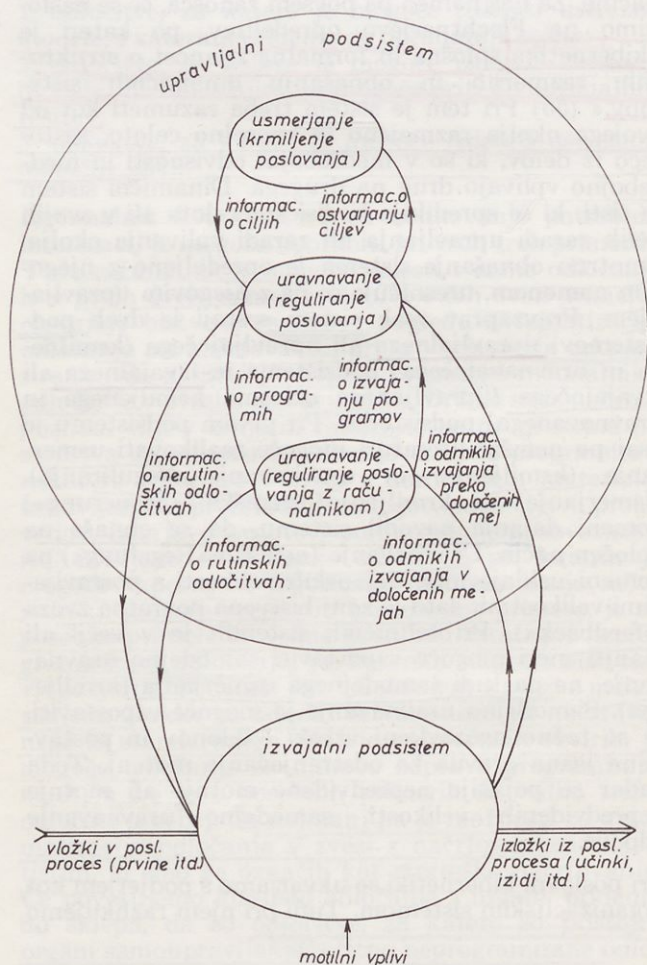 upravljalni podsistem
usmerjanje
(krmiljenje
poslovanja)
informac.
o ciljih
informac. o
ostvarjanju
ciljev
uravnavanje
(reguliranje
poslovanja)
informac.
o progra-
mih
informac.
o izvaja-
nju pro-
gramov
informac.
o nerutin-
skih odlo-
čitvah
uravnavanje
(reguliranje poslo-
vanja z raču-
nalnikom)
informac.
o odmikih
izvajanja
preko
določenih
mej
informac.
o rutinskih
odločitvah
informac.
o odmikih
izvajanja
določenih me-
jah
izvajalni podsistem
vložki v posl.
proces (prvine itd.)
izložki iz posl.
procesa (učinki,
izidi itd.)
motilni vplivi